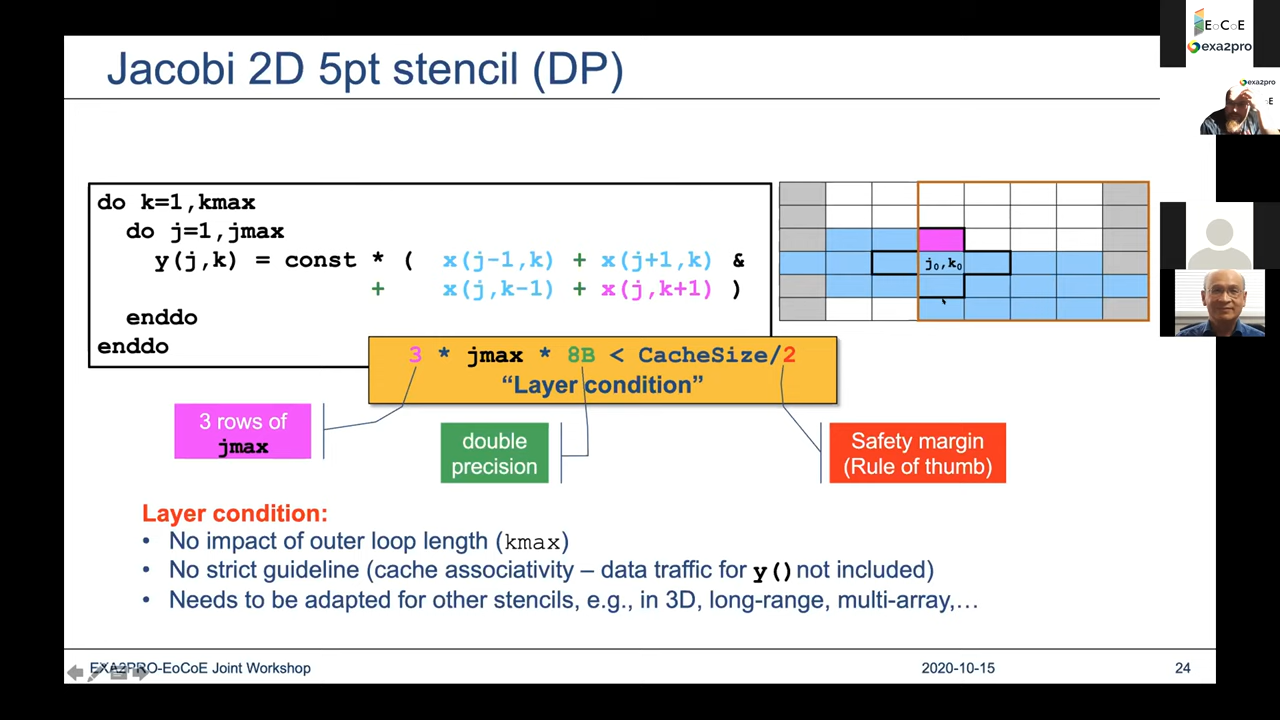 Jacobi 2D 5pt stencil (DP)
do k=1,kmax
do j=1,jmax
y(j,k) = const * ( x(j-1,k) + x(j+1,k) &
+ x(j,k-1) + x(j,k+1) )
enddo
enddo
j0,k0
3 * jmax * 8B < CacheSize/2
“Layer condition”
3 rows of
jmax
double
precision
Safety margin
(Rule of thumb)
Layer condition:
• No impact of outer loop length (kmax)
• No strict guideline (cache associativity – data traffic for y() not included)
• Needs to be adapted for other stencils, e.g., in 3D, long-range, multi-array,…
EXA2PRO-EoCoE Joint Workshop
2020-10-15
24
EoCoE
exa2pro
exa2pro